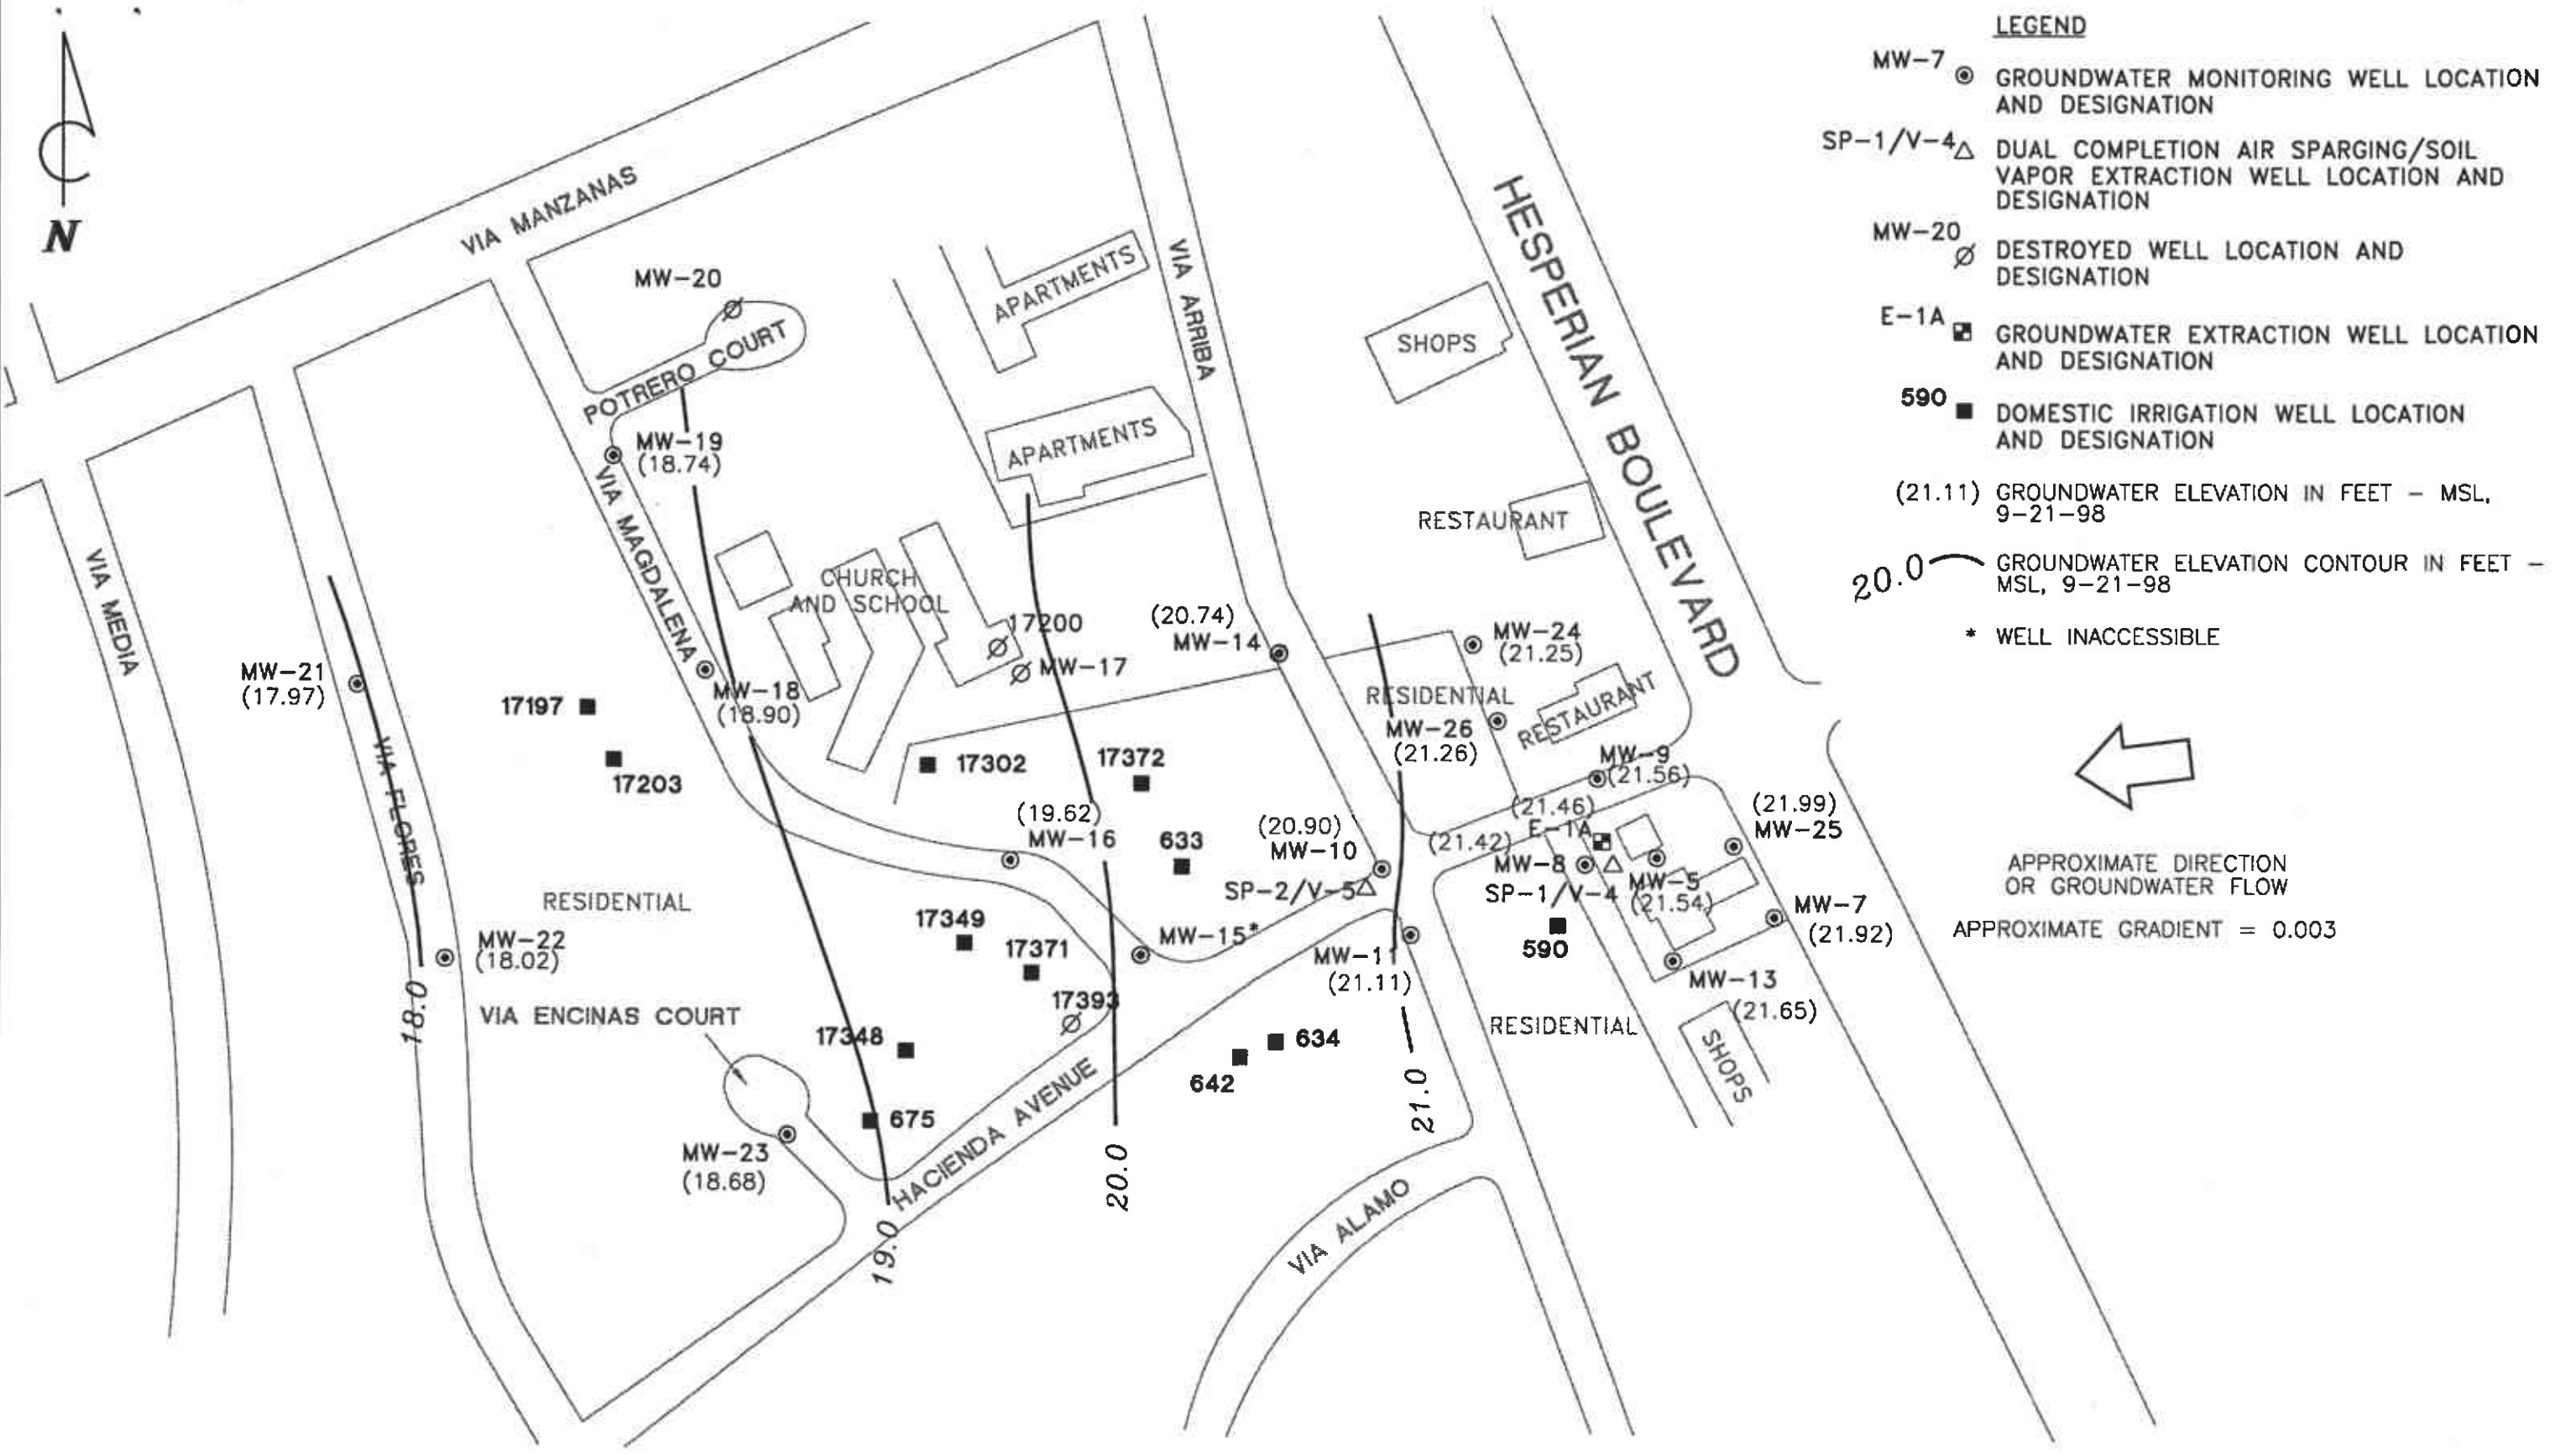 LEGEND
MW-7
GROUNDWATER MONITORING WELL LOCATION
AND DESIGNATION
SP-1/V-4
DUAL COMPLETION AIR SPARGING/SOIL
VAPOR EXTRACTION WELL LOCATION AND
DESIGNATION
MW-20
DESTROYED WELL LOCATION AND
DESIGNATION
E-1A
GROUNDWATER EXTRACTION WELL LOCATION
AND DESIGNATION
590
DOMESTIC IRRIGATION WELL LOCATION
AND DESIGNATION
(21.11) GROUNDWATER ELEVATION IN FEET - MSL,
9-21-98
20.0
GROUNDWATER ELEVATION CONTOUR IN FEET -
MSL, 9-21-98
* WELL INACCESSIBLE
APPROXIMATE DIRECTION
OR GROUNDWATER FLOW
APPROXIMATE GRADIENT = 0.003
N
VIA MANZANAS
MW-20
POTRERO COURT
APARTMENTS
APARTMENTS
VIA ARRIBA
SHOPS
HESPERIAN BOULEVARD
RESTAURANT
MW-19
(18.74)
VIA MAGDALENA
VIA MEDIA
CHURCH
AND SCHOOL
17200
MW-17
(20.74)
MW-14
MW-24
(21.25)
RESIDENTIAL
RESTAURANT
MW-26
(21.26)
MW-21
(17.97)
17197
17203
MW-18
(18.90)
VIA FLORES
17302
17372
MW-9
(21.56)
(21.46)
E-1A
(21.99)
MW-25
(19.62)
MW-16
633
(20.90)
MW-10
(21.42)
MW-8
SP-2/V-5
SP-1/V-4
MW-5
(21.54)
MW-7
(21.92)
RESIDENTIAL
17349
17371
MW-15*
590
MW-22
(18.02)
MW-11
(21.11)
MW-13
(21.65)
17393
VIA ENCINAS COURT
17348
634
642
RESIDENTIAL
SHOPS
18.0
675
MW-23
(18.68)
HACIENDA AVENUE
19.0
20.0
21.0
VIA ALAMO